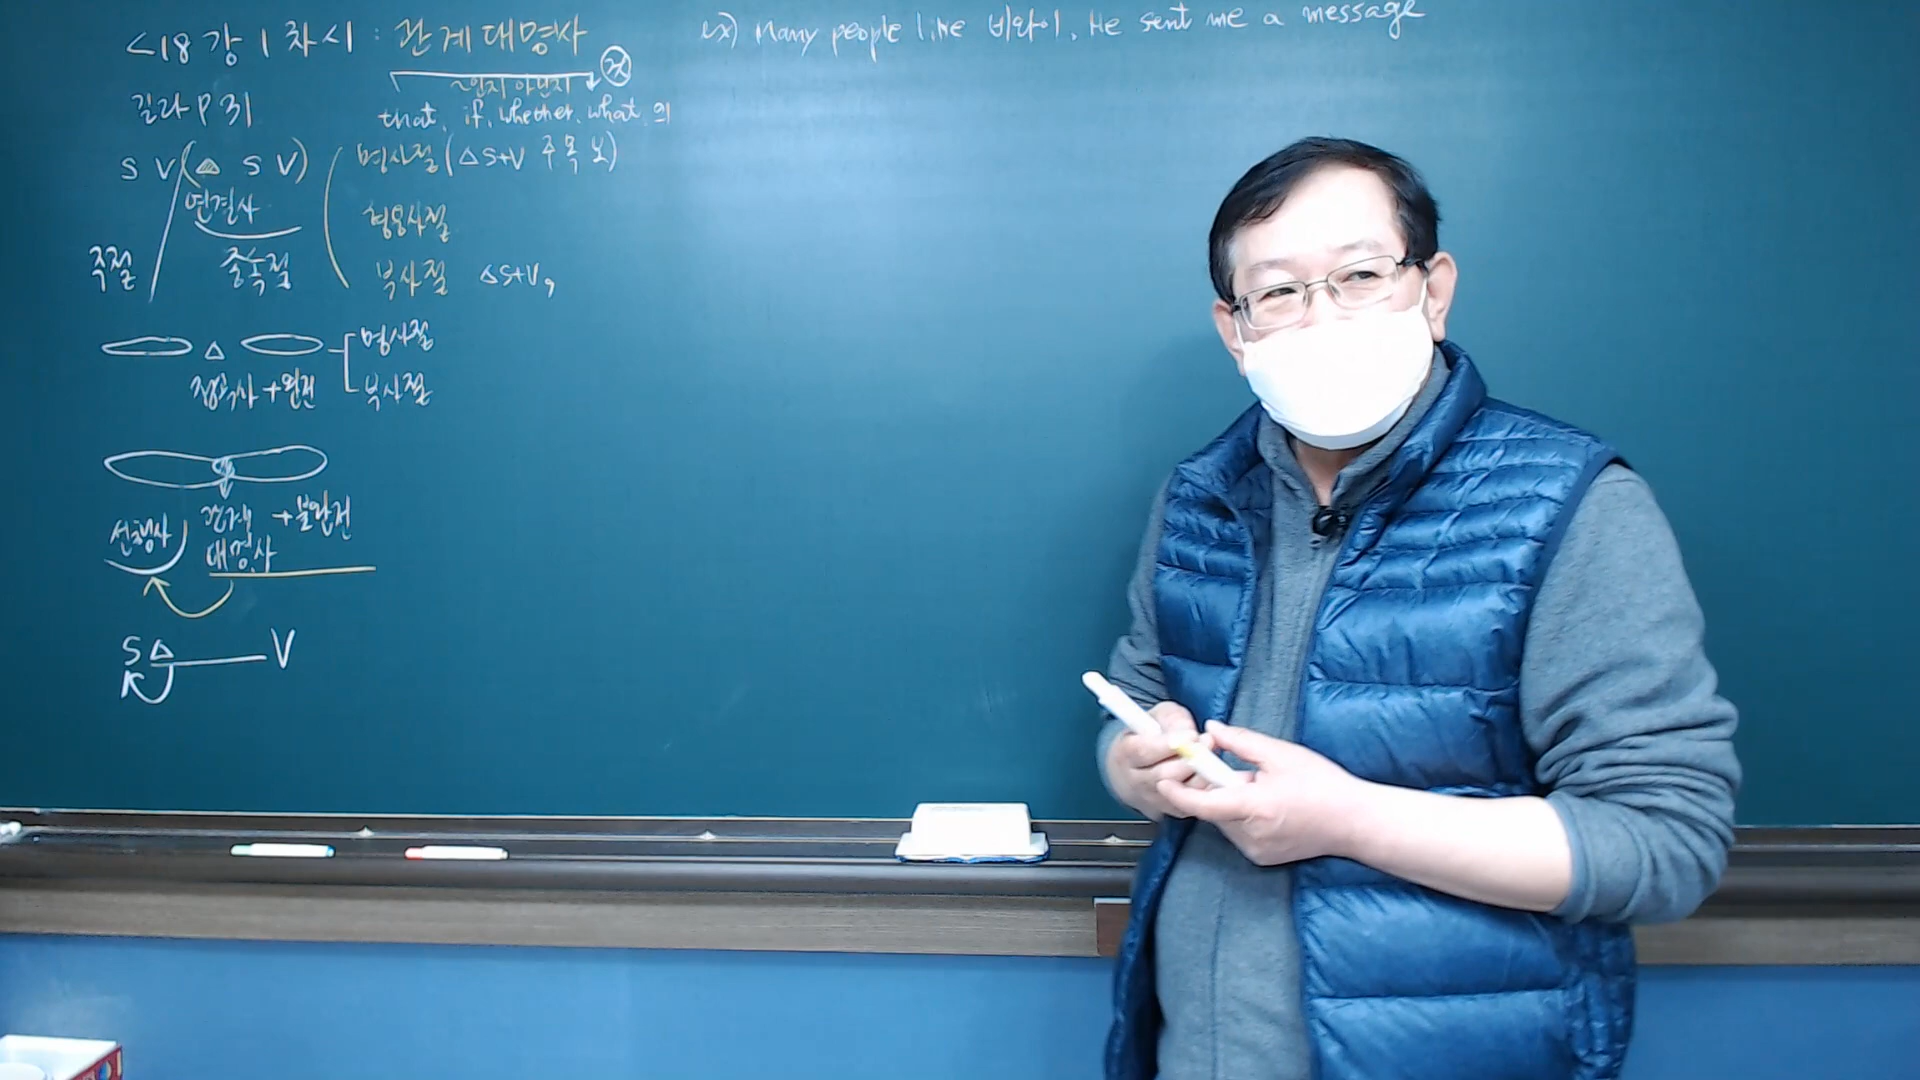 <18강 1차시 : 관계대명사
ex) Many people like 비와이. He sent me a message
길라 P 31
~인지 아닌지
것
that, if, whether, what, 의
S V (△ S V)
연결사
주절
종속절
명사절 (△ S+V 주 목 보)
형용사절
부사절 △S+V,
△
접속사 + 완전
명사절
부사절
선행사
관계대명사 + 불완전
S △ V